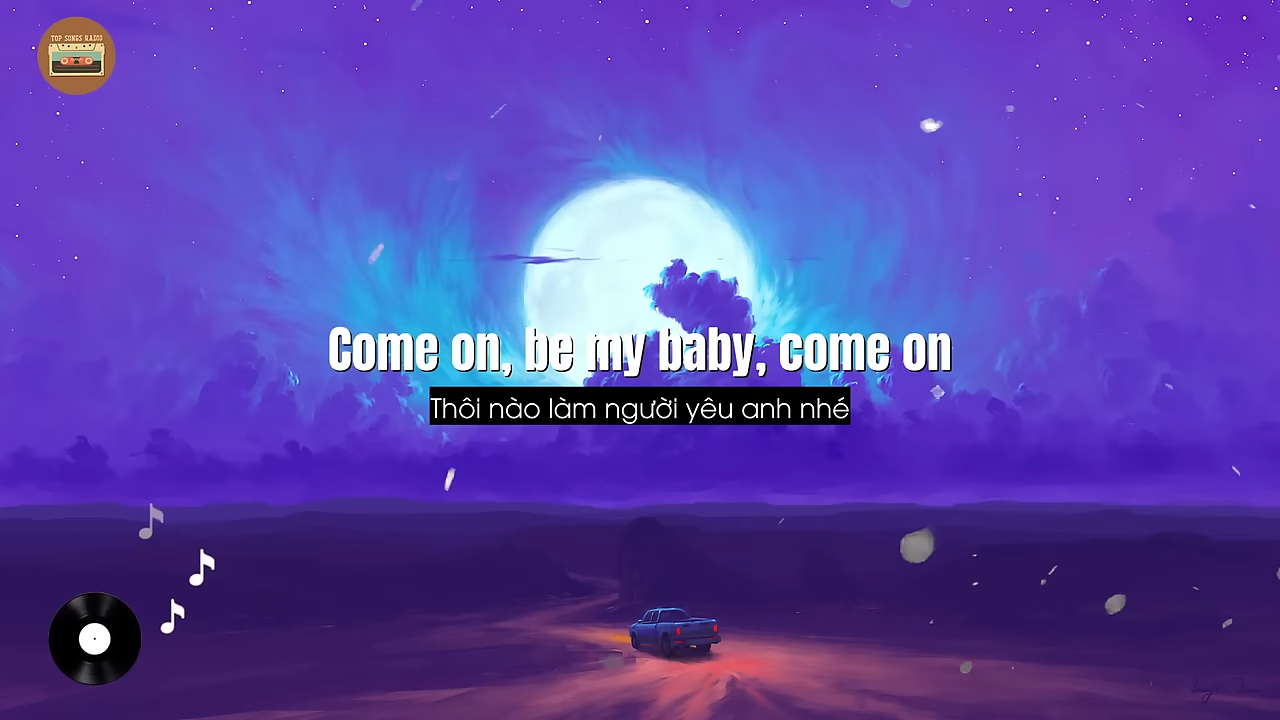 TOP SONGS RADIO
Come on, be my baby, come on
Thôi nào làm người yêu anh nhé